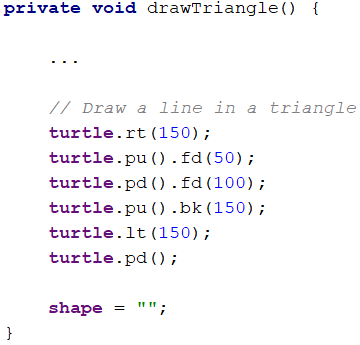 private void drawTriangle() {
...
// Draw a line in a triangle
turtle.rt(150);
turtle.pu().fd(50);
turtle.pd().fd(100);
turtle.pu().bk(150);
turtle.lt(150);
turtle.pd();
shape = "";
}